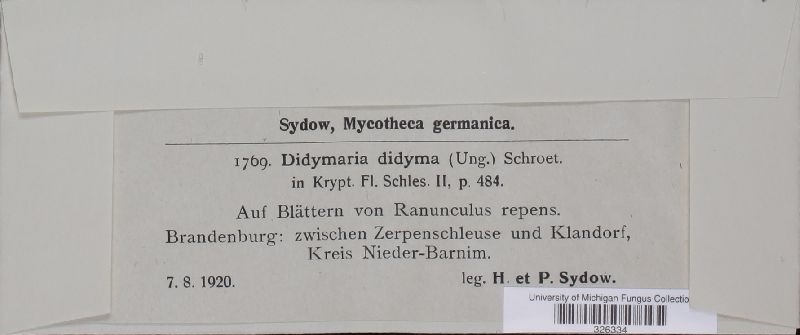 Sydow, Mycotheca germanica.
1769. Didymaria didyma (Ung.) Schroet.
in Krypt. Fl. Schles. II, p. 484.
Auf Blättern von Ranunculus repens.
Brandenburg: zwischen Zerpenschleuse und Klandorf,
Kreis Nieder-Barnim.
7. 8. 1920. leg. H. et P. Sydow.
University of Michigan Fungus Collectio
326334